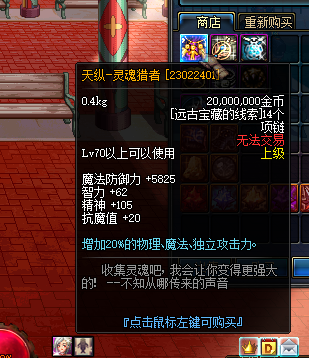 商店
重新购买
天纵-灵魂猎者 [23022401]
0.4kg
20,000,000金币
[远古宝藏的线索]14个
项链
无法交易
Lv70以上可以使用
上级
魔法防御力 +5825
智力 +62
精神 +105
抗魔值 +20
增加20%的物理、魔法、独立攻击力。
收集灵魂吧，我会让你变得更强大
的！ --不知从哪传来的声音
『点击鼠标左键可购买』